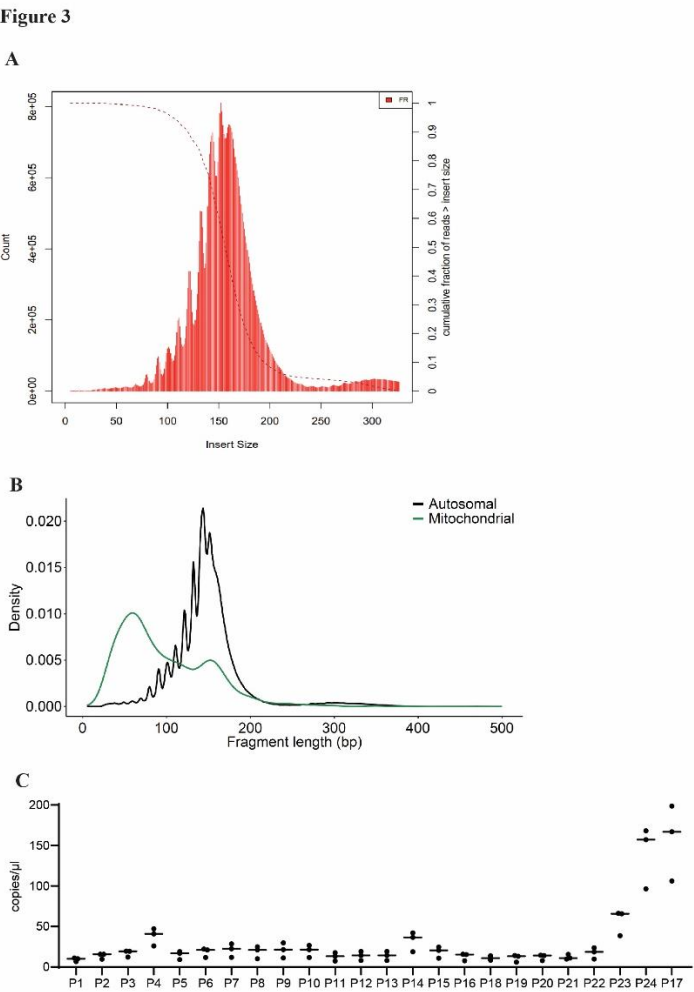 Figure 3
A
FR
8e+05
6e+05
4e+05
2e+05
0e+00
Count
1
0.9
0.8
0.7
0.6
0.5
0.4
0.3
0.2
0.1
0
cumulative fraction of reads > insert size
0 50 100 150 200 250 300
Insert Size
B
Autosomal
Mitochondrial
0.020
0.015
0.010
0.005
0.000
Density
0 100 200 300 400 500
Fragment length (bp)
C
200
150
100
50
0
copies/µl
P1 P2 P3 P4 P5 P6 P7 P8 P9 P10 P11 P12 P13 P14 P15 P16 P18 P19 P20 P21 P22 P23 P24 P17